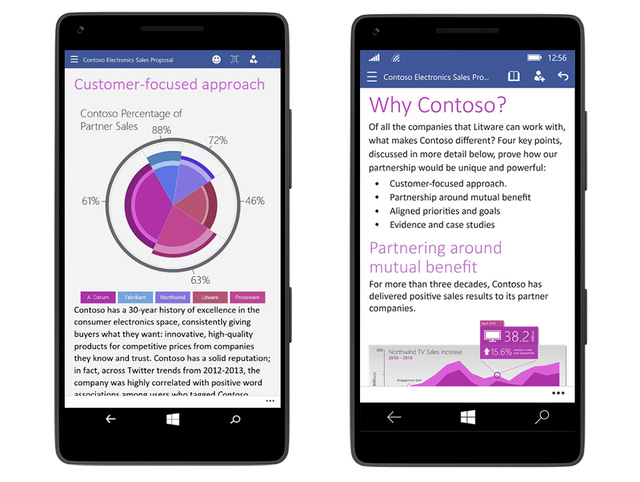 Contoso Electronics Sales Proposal
Customer-focused approach
Contoso Percentage of
Partner Sales
88%
72%
61%
46%
63%
A. Datum
Fabrikam
Northwind
Litware
Proseware
Contoso has a 30-year history of excellence in the
consumer electronics space, consistently giving
buyers what they want: innovative, high-quality
products for competitive prices from companies
they know and trust. Contoso has a solid reputation;
in fact, across Twitter trends from 2012-2013, the
company was highly correlated with positive word
associations among users who tagged Contoso
12:56
Contoso Electronics Sales Pro...
Why Contoso?
Of all the companies that Litware can work with,
what makes Contoso different? Four key points,
discussed in more detail below, prove how our
partnership would be unique and powerful:
• Customer-focused approach.
• Partnership around mutual benefit
• Aligned priorities and goals
• Evidence and case studies
Partnering around
mutual benefit
For more than three decades, Contoso has
delivered positive sales results to its partner
companies.
38.2
15.6%
Northwind TV Sales Increase
2010 – 2014